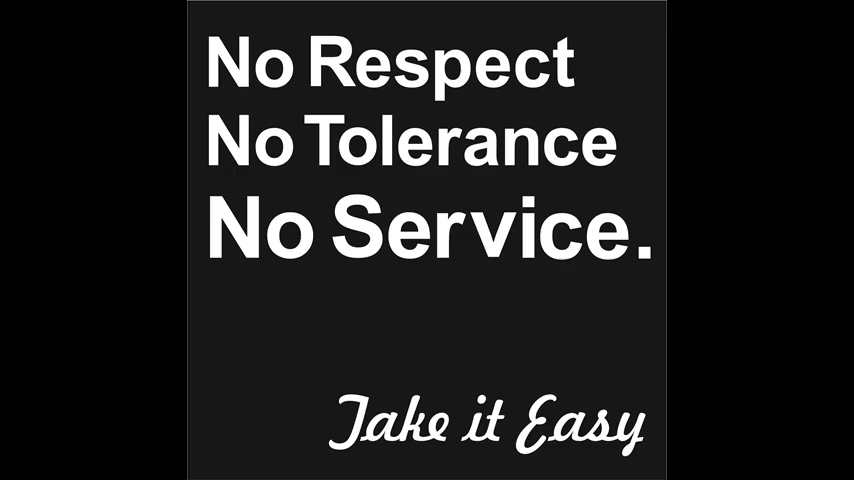 No Respect
No Tolerance
No Service.
Take it Easy